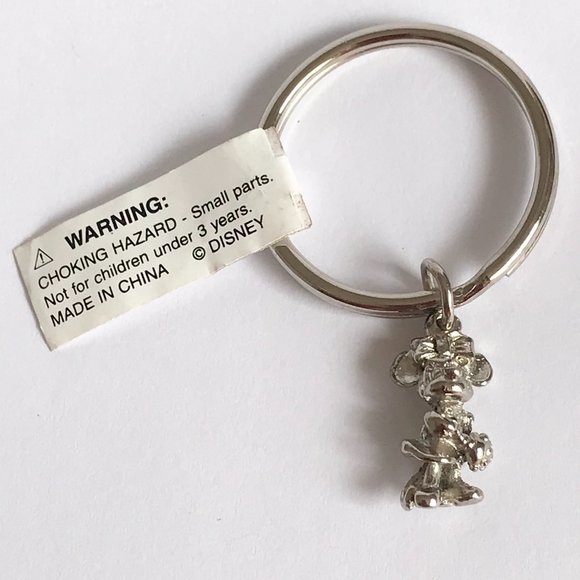 ⚠ WARNING:
CHOKING HAZARD - Small parts.
Not for children under 3 years.
MADE IN CHINA © DISNEY